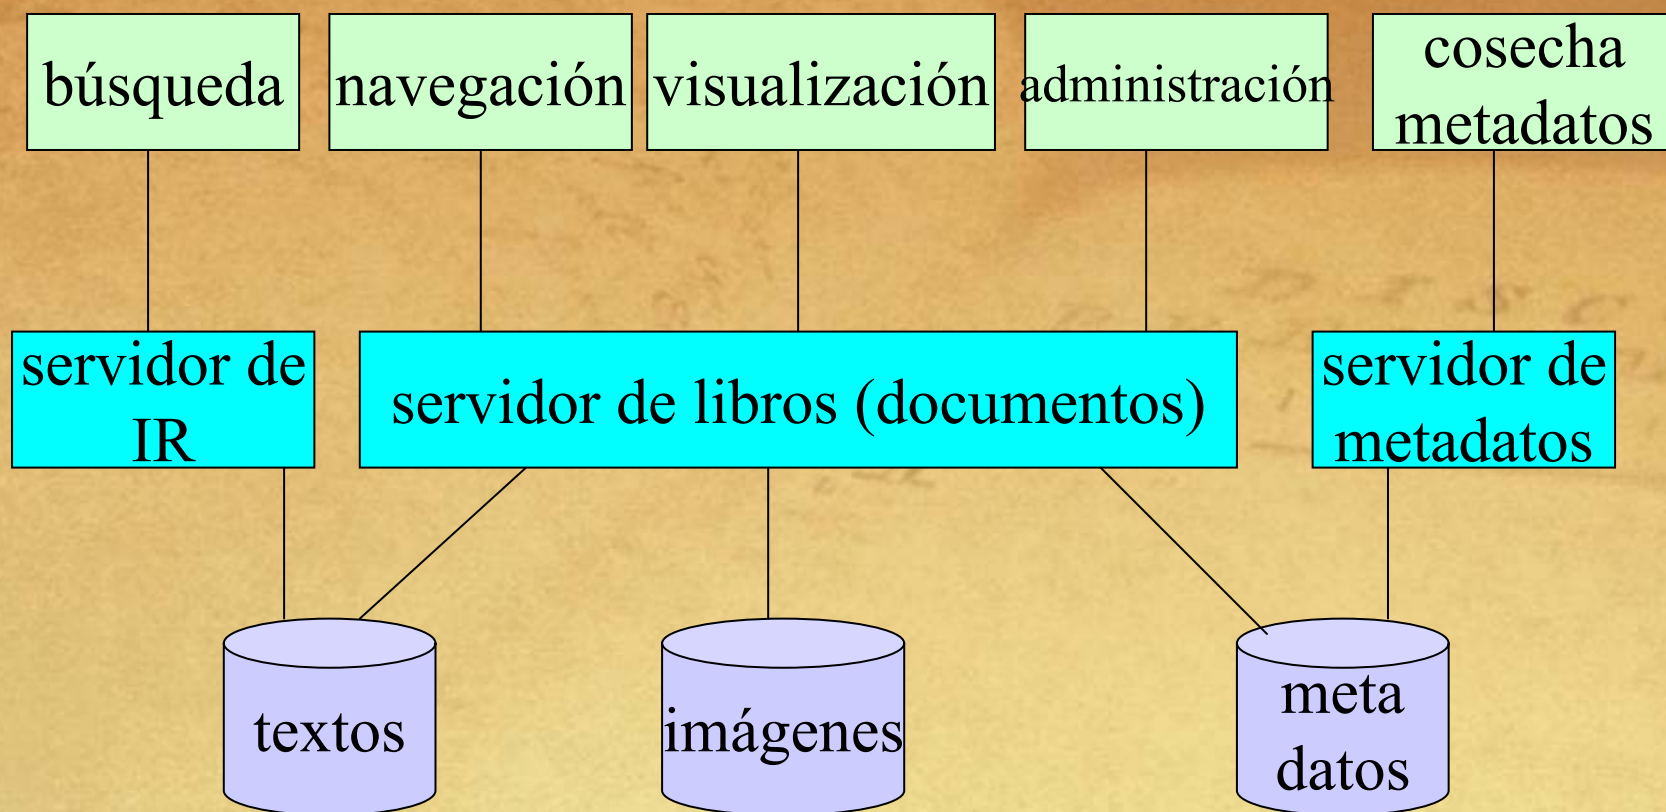 búsqueda
navegación
visualización
administración
cosecha
metadatos
servidor de
IR
servidor de libros (documentos)
servidor de
metadatos
textos
imágenes
meta
datos